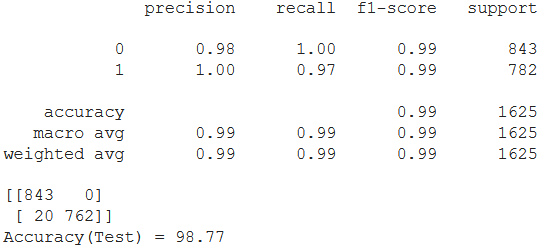 precision recall f1-score support
0 0.98 1.00 0.99 843
1 1.00 0.97 0.99 782
accuracy 0.99 1625
macro avg 0.99 0.99 0.99 1625
weighted avg 0.99 0.99 0.99 1625
[[843 0]
[ 20 762]]
Accuracy(Test) = 98.77